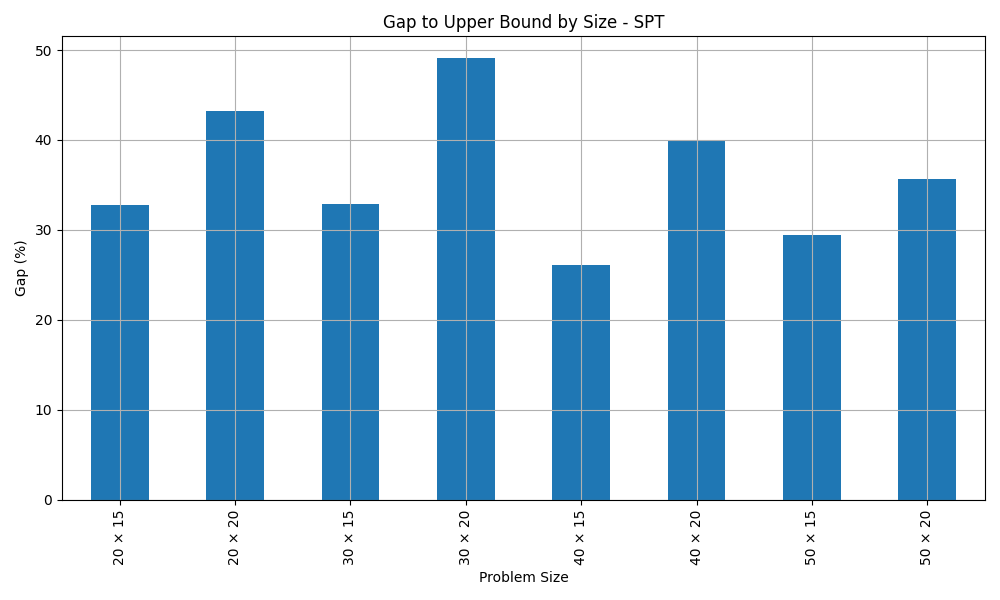 Gap to Upper Bound by Size - SPT
Gap (%)
50
40
30
20
10
0
20 × 15
20 × 20
30 × 15
30 × 20
40 × 15
40 × 20
50 × 15
50 × 20
Problem Size